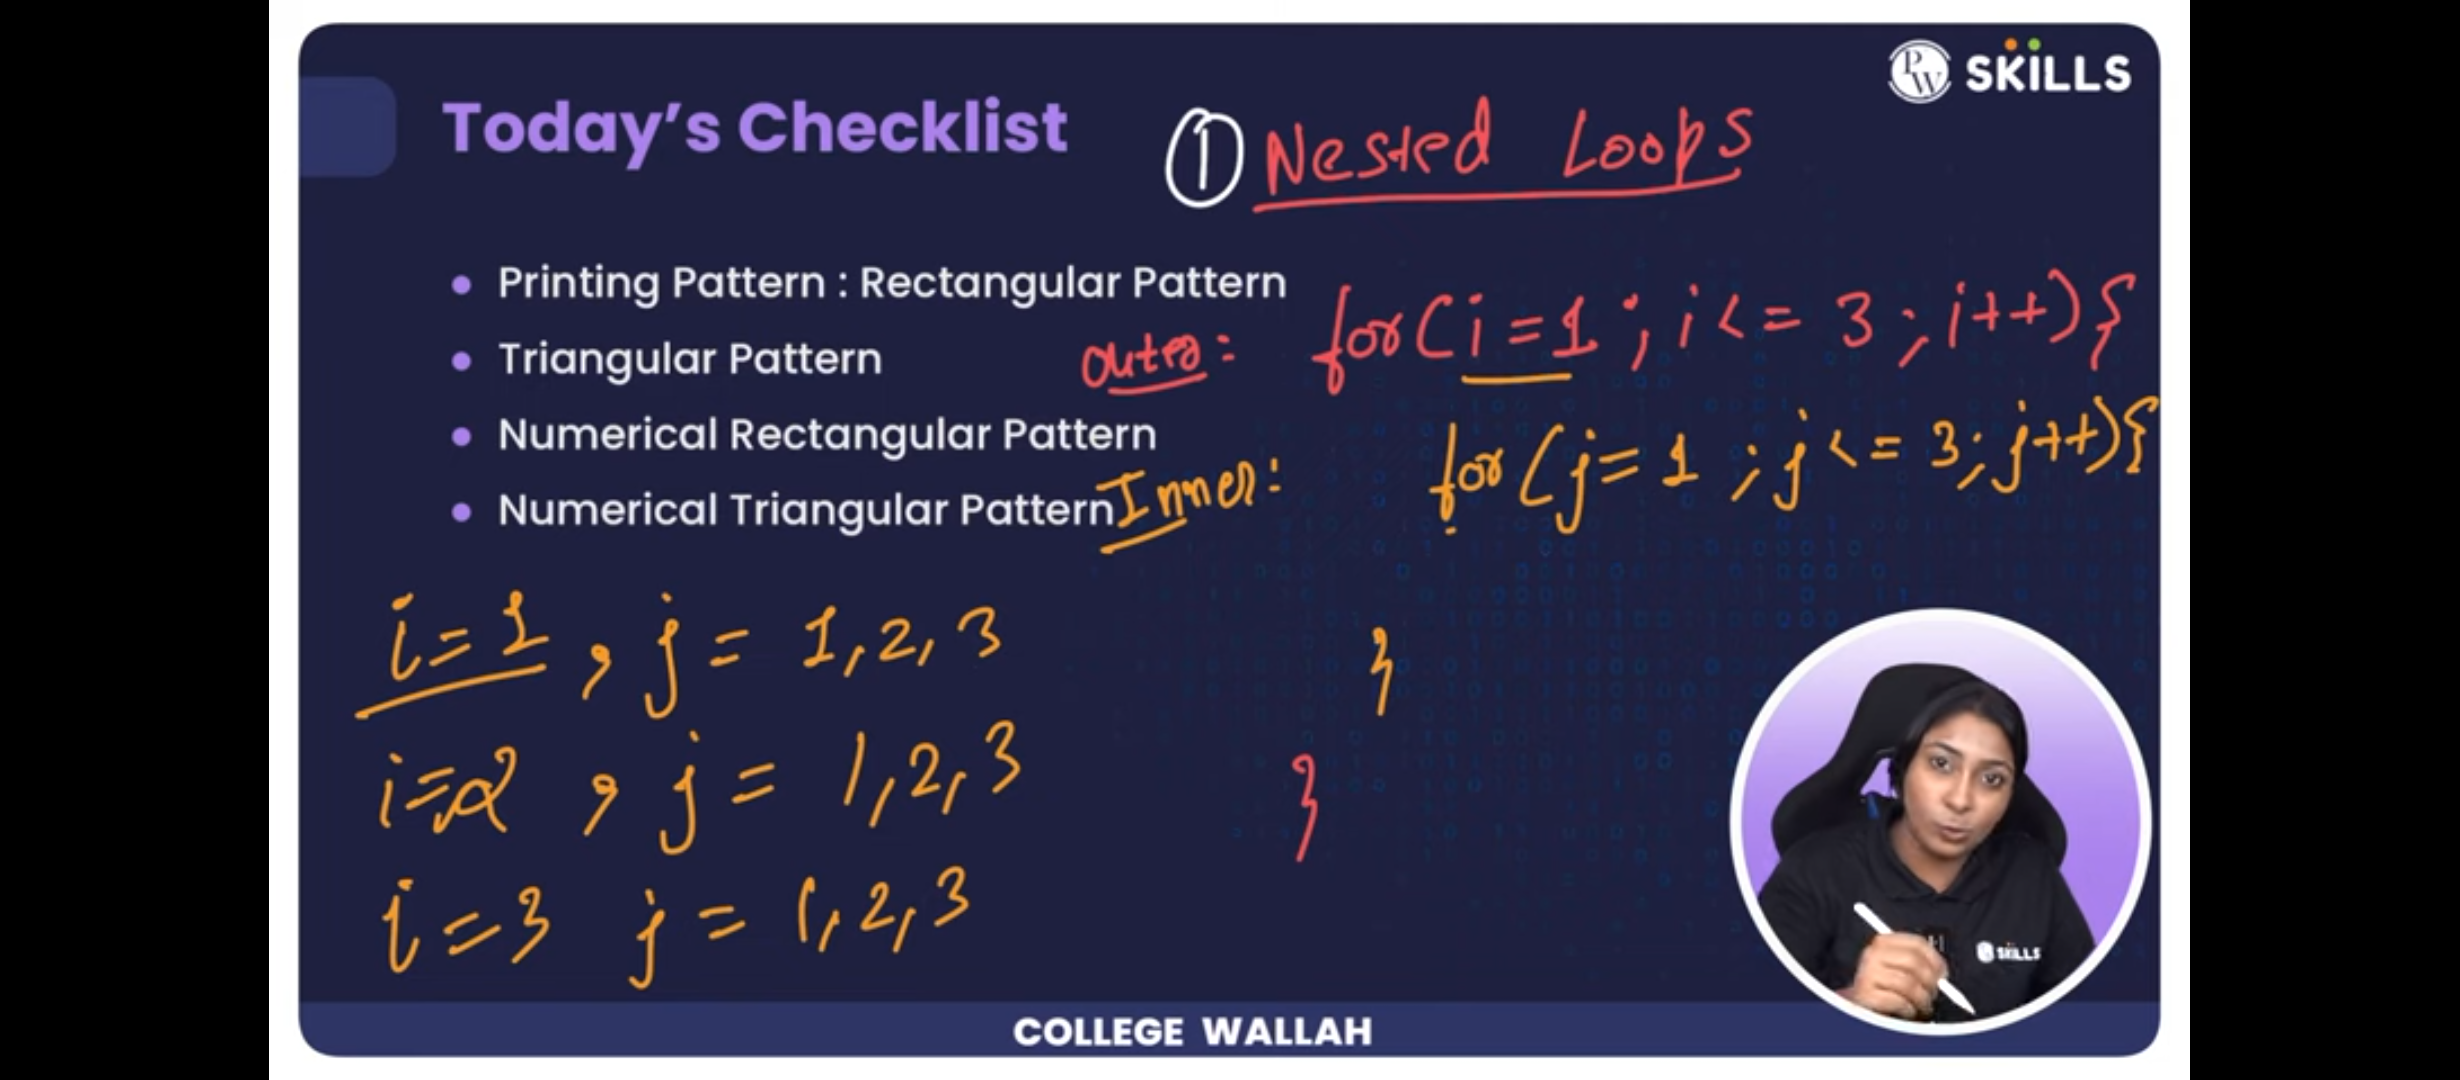 PW SKILLS
Today's Checklist
① Nested Loops
Printing Pattern : Rectangular Pattern
Triangular Pattern
Numerical Rectangular Pattern
Numerical Triangular Pattern
outer: for(i=1; i<=3; i++){
Inner: for(j=1; j<=3; j++){
}
}
i=1, j=1,2,3
i=2, j=1,2,3
i=3 j=1,2,3
SKILLS
COLLEGE WALLAH